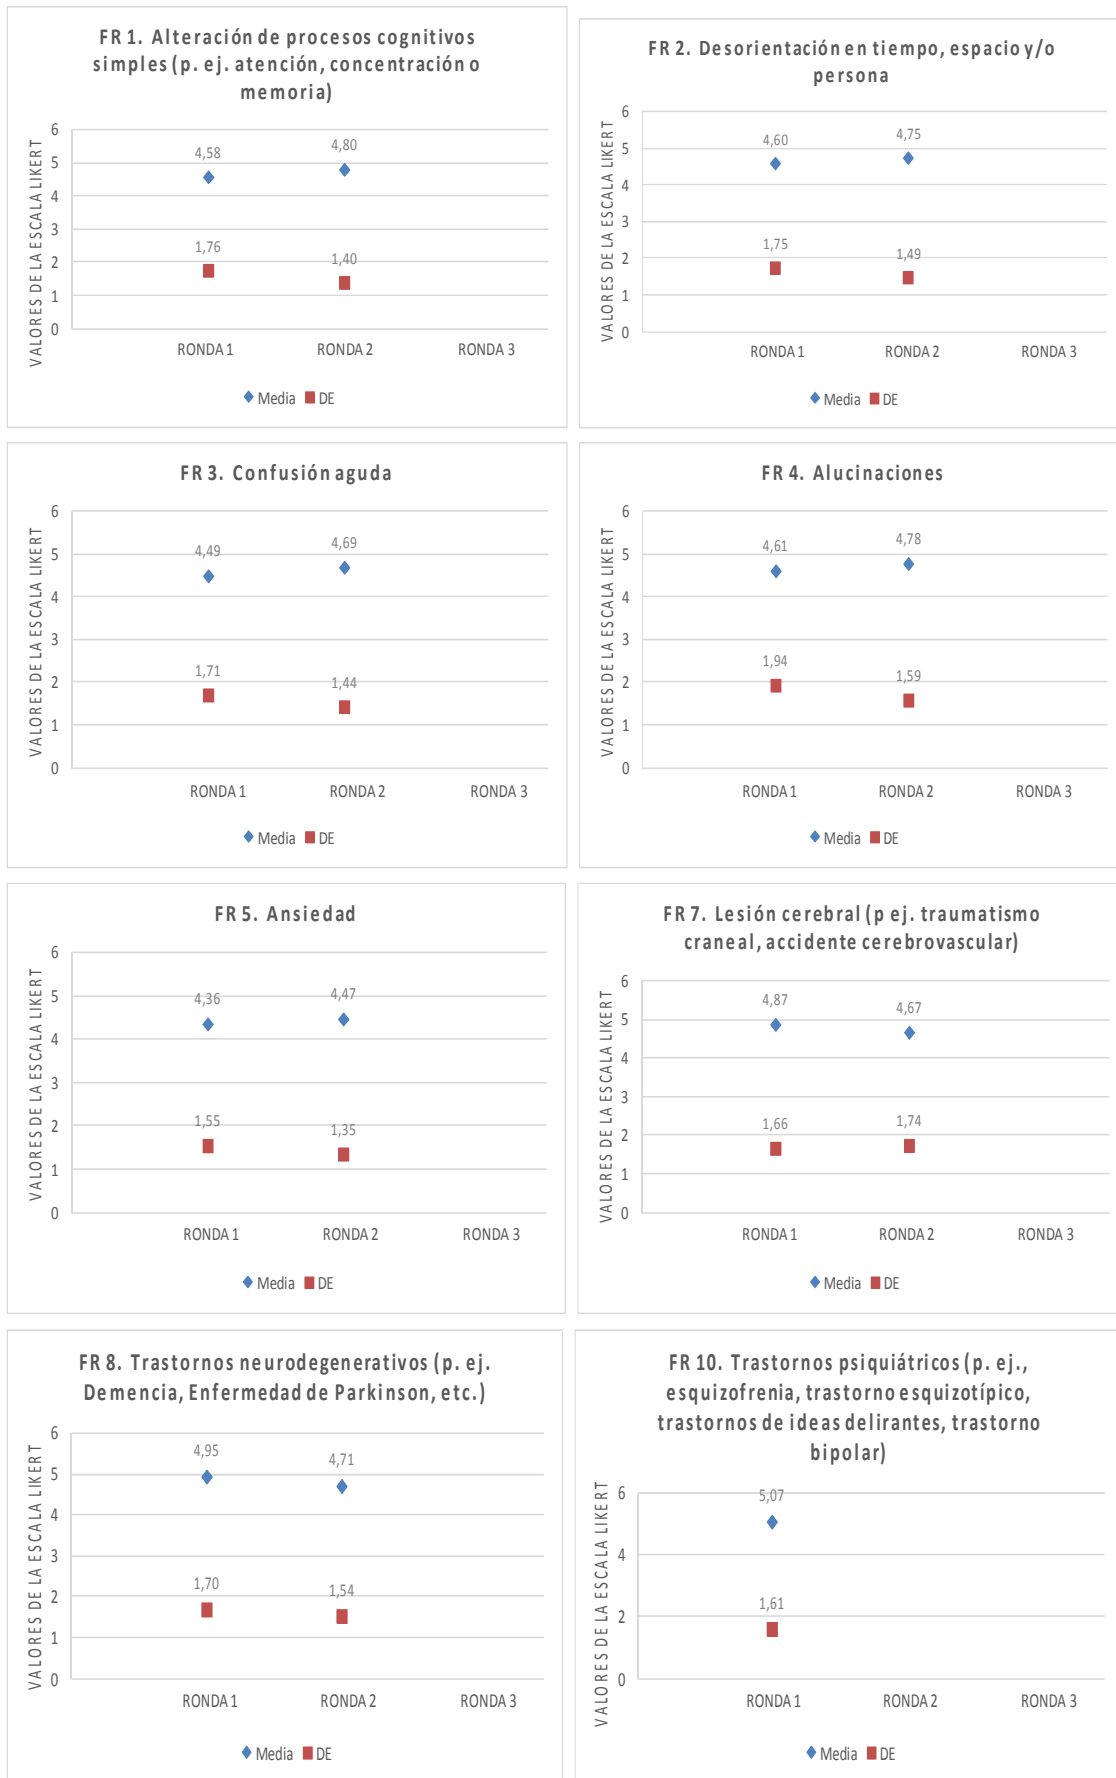 FR 1. Alteración de procesos cognitivos
simples (p. ej. atención, concentración o
memoria)
VALORES DE LA ESCALA LIKERT
6
5
4
3
2
1
0
4,58
4,80
1,76
1,40
RONDA 1
RONDA 2
RONDA 3
Media
DE
FR 2. Desorientación en tiempo, espacio y/o
persona
VALORES DE LA ESCALA LIKERT
6
5
4
3
2
1
0
4,60
4,75
1,75
1,49
RONDA 1
RONDA 2
RONDA 3
Media
DE
FR 3. Confusión aguda
VALORES DE LA ESCALA LIKERT
6
5
4
3
2
1
0
4,49
4,69
1,71
1,44
RONDA 1
RONDA 2
RONDA 3
Media
DE
FR 4. Alucinaciones
VALORES DE LA ESCALA LIKERT
6
5
4
3
2
1
0
4,61
4,78
1,94
1,59
RONDA 1
RONDA 2
RONDA 3
Media
DE
FR 5. Ansiedad
VALORES DE LA ESCALA LIKERT
6
5
4
3
2
1
0
4,36
4,47
1,55
1,35
RONDA 1
RONDA 2
RONDA 3
Media
DE
FR 7. Lesión cerebral (p ej. traumatismo
craneal, accidente cerebrovascular)
VALORES DE LA ESCALA LIKERT
6
5
4
3
2
1
0
4,87
4,67
1,66
1,74
RONDA 1
RONDA 2
RONDA 3
Media
DE
FR 8. Trastornos neurodegenerativos (p. ej.
Demencia, Enfermedad de Parkinson, etc.)
VALORES DE LA ESCALA LIKERT
6
5
4
3
2
1
0
4,95
4,71
1,70
1,54
RONDA 1
RONDA 2
RONDA 3
Media
DE
FR 10. Trastornos psiquiátricos (p. ej.,
esquizofrenia, trastorno esquizotípico,
trastornos de ideas delirantes, trastorno
bipolar)
VALORES DE LA ESCALA LIKERT
6
4
2
0
5,07
1,61
RONDA 1
RONDA 2
RONDA 3
Media
DE